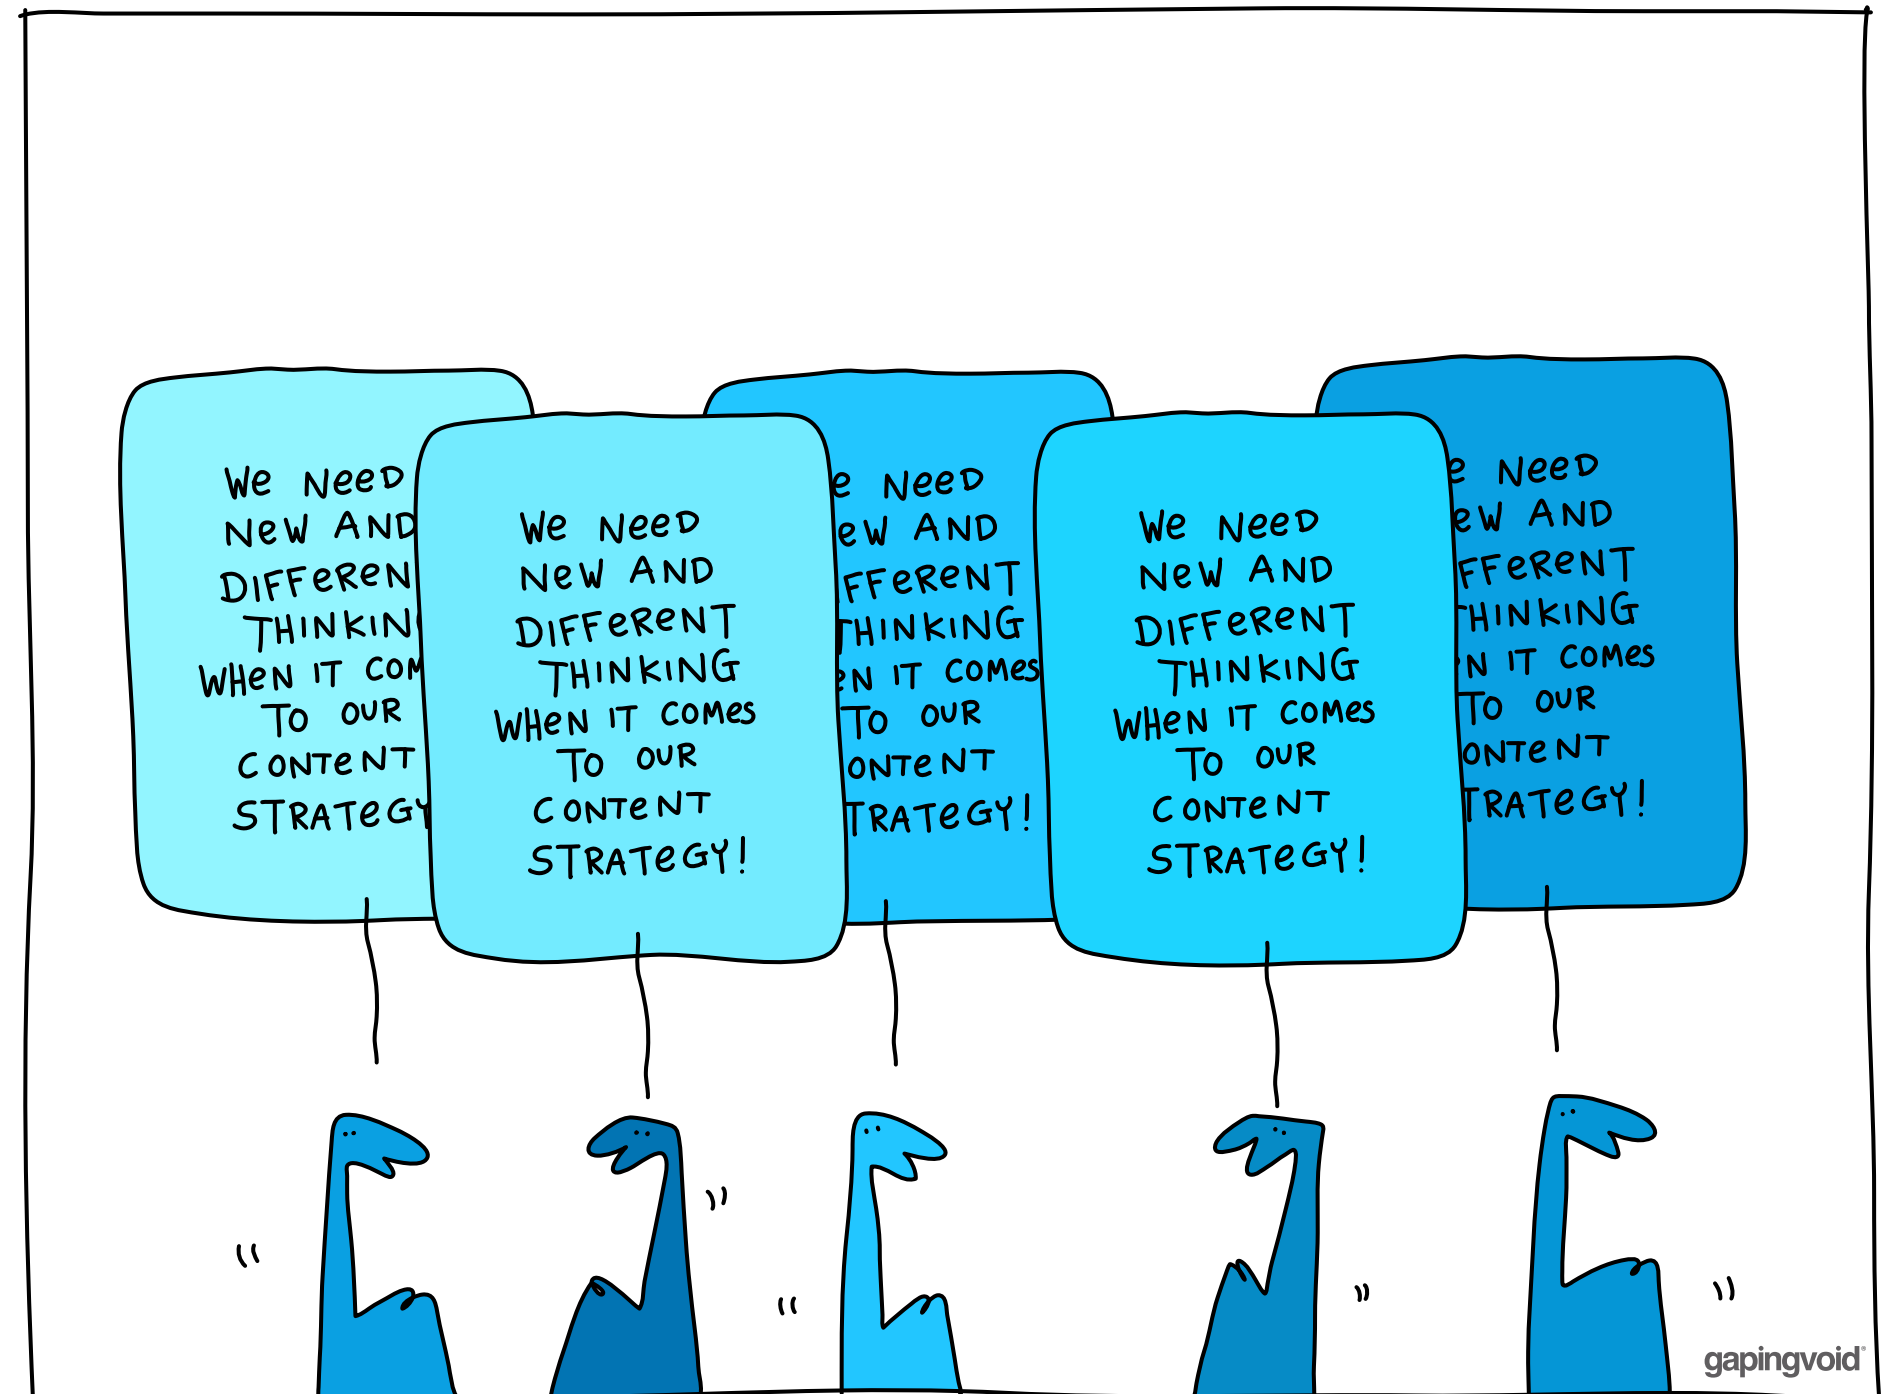 We NeeD
NeW AND
DIFFeReN
THINKIN
WHeN IT COM
TO OUR
CONTeNT
STRATeGY
We NeeD
NeW AND
DIFFeReNT
THINKING
WHeN IT COMes
TO OUR
CONTeNT
STRATeGY!
e NeeD
eW AND
FFeReNT
THINKING
eN IT COMes
TO OUR
ONTeNT
TRATeGY!
We NeeD
NeW AND
DIFFeReNT
THINKING
WHeN IT COMes
TO OUR
CONTeNT
STRATeGY!
e NeeD
eW AND
FFeReNT
THINKING
N IT COMes
TO OUR
ONTeNT
TRATeGY!
gapingvoid